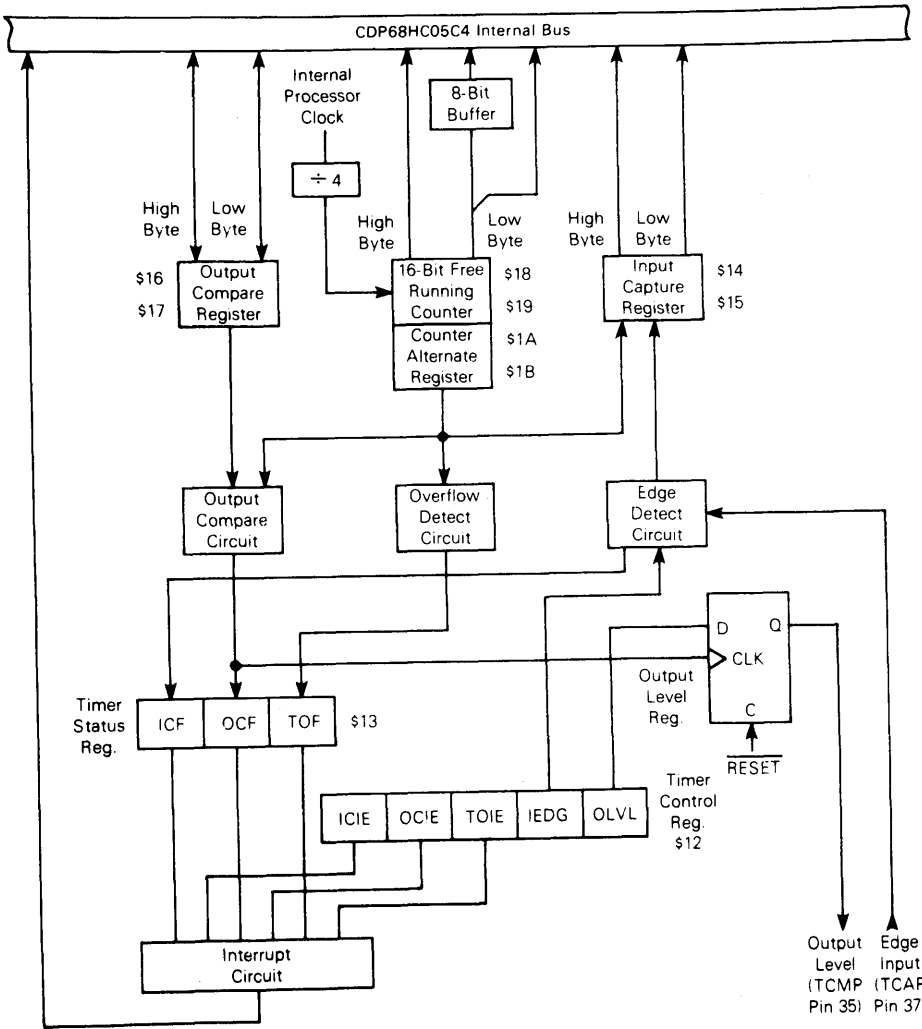 CDP68HC05C4 Internal Bus
Internal
Processor
Clock
8-Bit
Buffer
÷ 4
High
Byte
Low
Byte
High
Byte
Low
Byte
High
Byte
Low
Byte
$16
$17
Output
Compare
Register
16-Bit Free
Running
Counter
$18
$19
Counter
Alternate
Register
$1A
$1B
Input
Capture
Register
$14
$15
Output
Compare
Circuit
Overflow
Detect
Circuit
Edge
Detect
Circuit
D
Q
CLK
C
Output
Level
Reg.
RESET
Timer
Status
Reg.
ICF
OCF
TOF
$13
ICIE
OCIE
TOIE
IEDG
OLVL
Timer
Control
Reg.
$12
Interrupt
Circuit
Output
Level
(TCMP
Pin 35)
Edge
Input
(TCAP
Pin 37